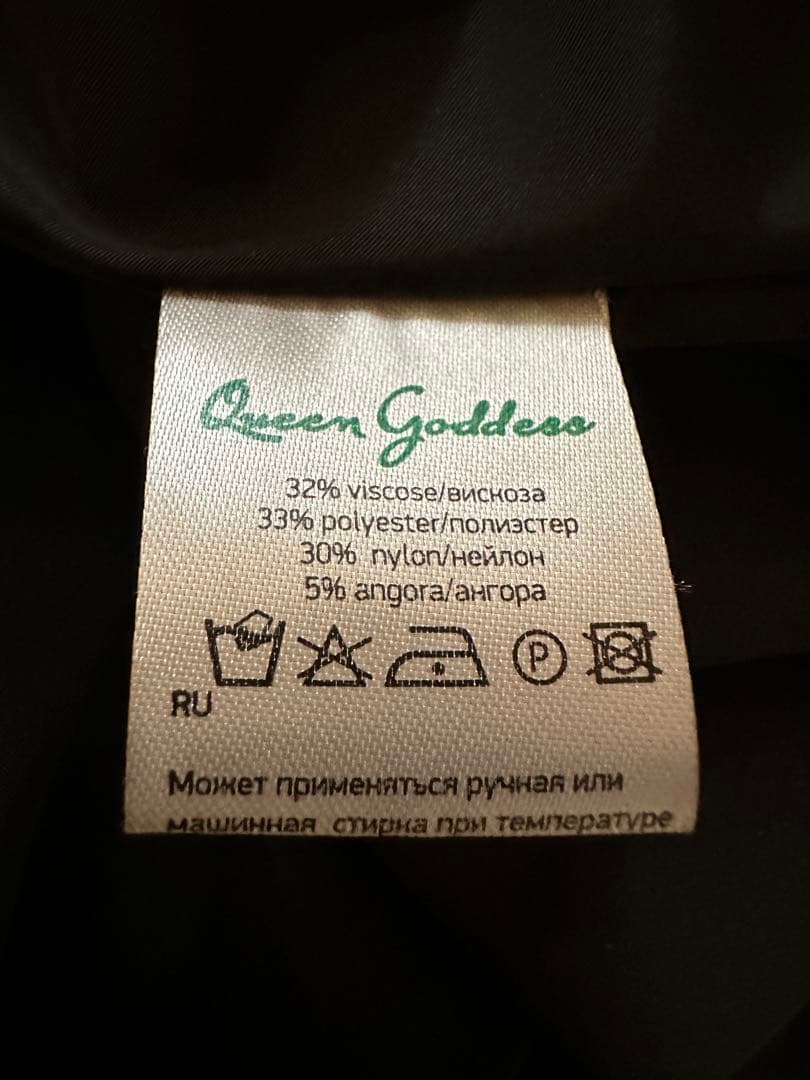 Queen Goddess
32% viscose/вискоза
33% polyester/полиэстер
30% nylon/нейлон
5% angora/ангора
P
RU
Может применяться ручная или
машинная стирка при температуре